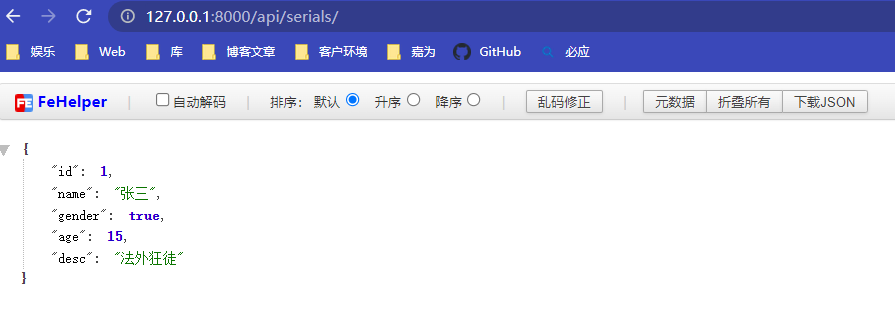 127.0.0.1:8000/api/serials/
娱乐 Web 库 博客文章 客户环境 嘉为 GitHub 必应
FE FeHelper | 自动解码 | 排序: 默认 升序 降序 | 乱码修正 | 元数据 折叠所有 下载JSON
{
"id": 1,
"name": "张三",
"gender": true,
"age": 15,
"desc": "法外狂徒"
}